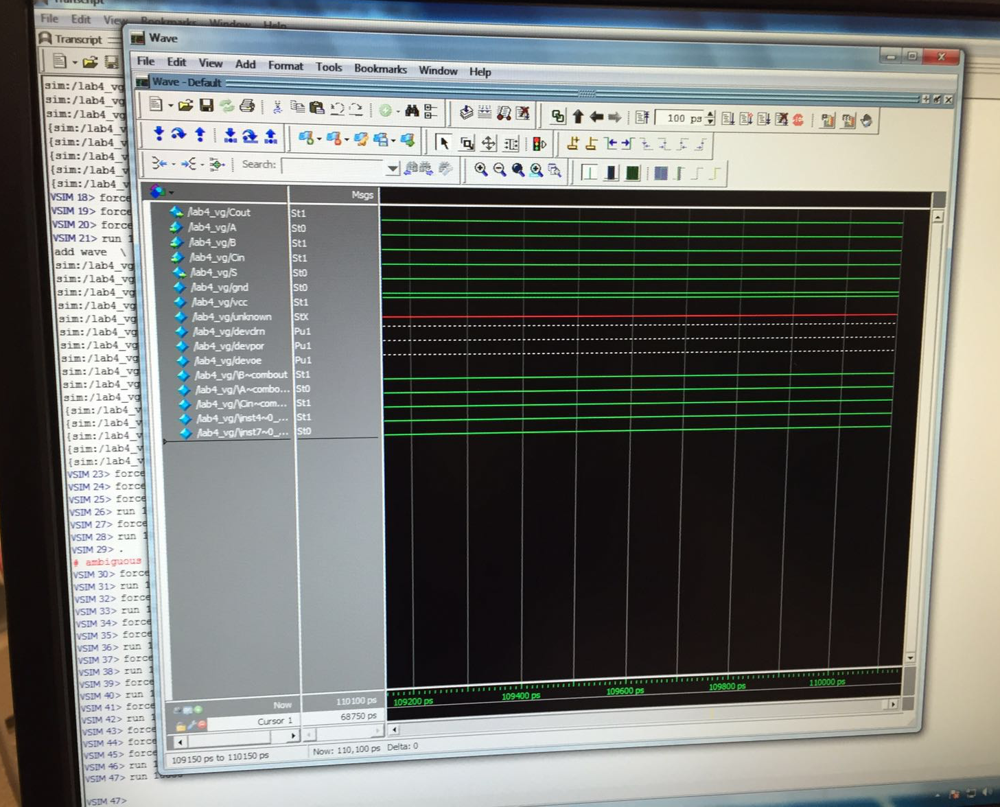 Transcript
File Edit View Bookmarks Window Help
Transcript
sim:/lab4_vg
sim:/lab4_vg
sim:/lab4_vg
{sim:/lab4_v
{sim:/lab4_v
{sim:/lab4_v
{sim:/lab4_v
{sim:/lab4_v
VSIM 18> force
VSIM 19> force
VSIM 20> force
VSIM 21> run 1
add wave \
sim:/lab4_vg
sim:/lab4_vg
sim:/lab4_vg
sim:/lab4_vg
sim:/lab4_vg
sim:/lab4_vg
sim:/lab4_vg
sim:/lab4_vg
sim:/lab4_vg
sim:/lab4_vg
sim:/lab4_vg
{sim:/lab4_v
{sim:/lab4_v
{sim:/lab4_v
{sim:/lab4_v
{sim:/lab4_v
VSIM 23> force
VSIM 24> force
VSIM 25> force
VSIM 26> run 1
VSIM 27> force
VSIM 28> run 1
VSIM 29> .
# ambiguous
VSIM 30> force
VSIM 31> run 1
VSIM 32> force
VSIM 33> run 1
VSIM 34> force
VSIM 35> force
VSIM 36> run 1
VSIM 37> force
VSIM 38> run 1
VSIM 39> force
VSIM 40> run 1
VSIM 41> force
VSIM 42> run 1
VSIM 43> force
VSIM 44> force
VSIM 45> force
VSIM 46> run 1
VSIM 47> run
VSIM 47>
Wave
File Edit View Add Format Tools Bookmarks Window Help
Wave - Default
100 ps
Search:
Msgs
/lab4_vg/Cout St1
/lab4_vg/A St0
/lab4_vg/B St1
/lab4_vg/Cin St1
/lab4_vg/S St0
/lab4_vg/gnd St0
/lab4_vg/vcc St1
/lab4_vg/unknown StX
/lab4_vg/devclrn Pu1
/lab4_vg/devpor Pu1
/lab4_vg/devoe Pu1
/lab4_vg/\B~combout St1
/lab4_vg/\A~combo... St0
/lab4_vg/\Cin~com... St1
/lab4_vg/\inst4~0_... St1
/lab4_vg/\inst7~0_... St0
Now 110100 ps
Cursor 1 68750 ps
109200 ps 109400 ps 109600 ps 109800 ps 110000 ps
109150 ps to 110150 ps Now: 110,100 ps Delta: 0